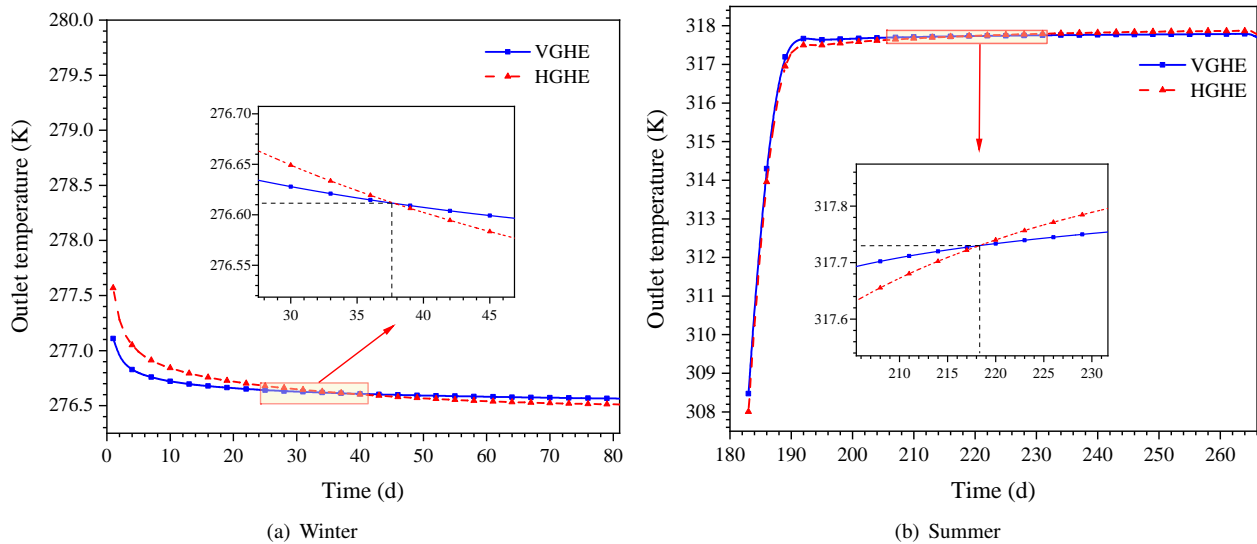 280.0
279.5
279.0
278.5
278.0
277.5
277.0
276.5
Outlet temperature (K)
VGHE
HGHE
276.70
276.65
276.60
276.55
30 35 40 45
0 10 20 30 40 50 60 70 80
Time (d)
(a) Winter
318
317
316
315
314
313
312
311
310
309
308
Outlet temperature (K)
VGHE
HGHE
317.8
317.7
317.6
210 215 220 225 230
180 190 200 210 220 230 240 250 260
Time (d)
(b) Summer